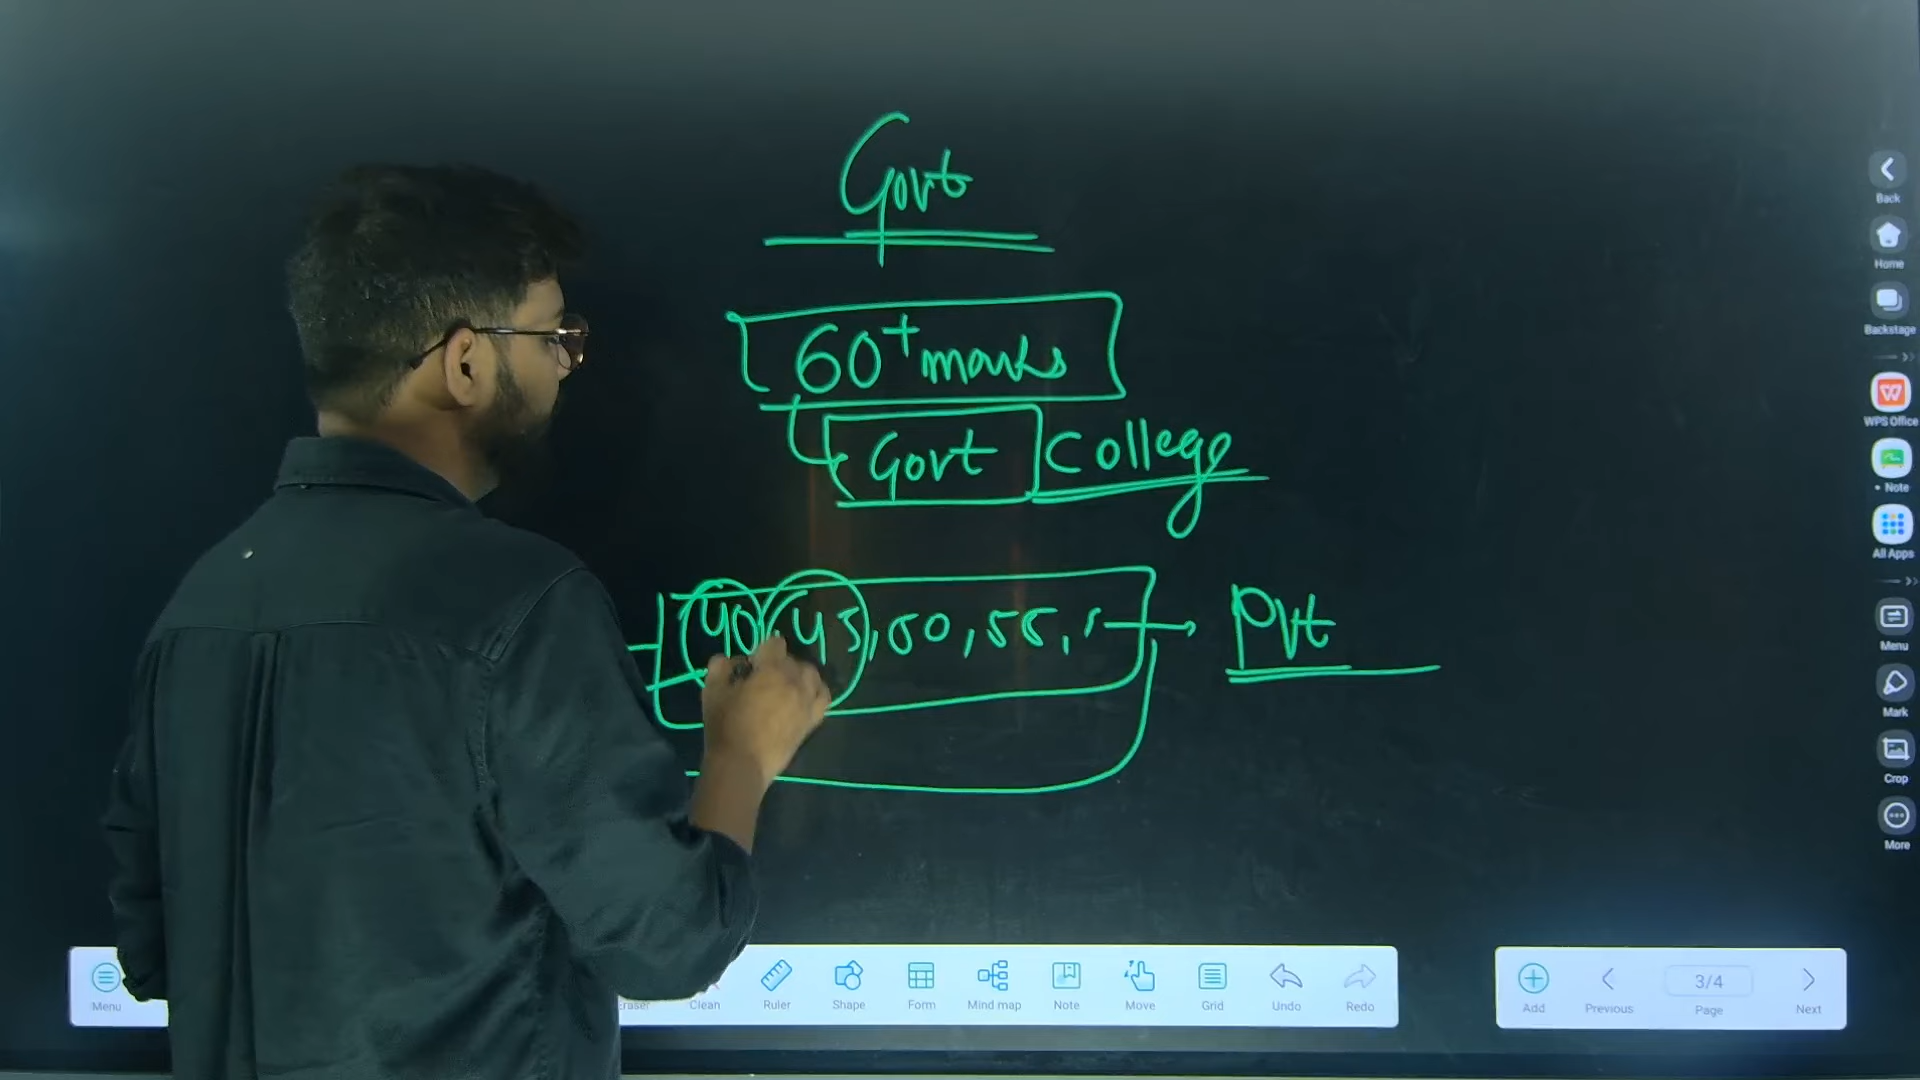 Govt
60+ marks
Govt College
40, 45, 50, 55, → Pvt
Back
Home
Backstage
WPS Office
• Note
All Apps
Menu
Mark
Crop
More
Menu
Eraser
Clean
Ruler
Shape
Form
Mind map
Note
Move
Grid
Undo
Redo
Add
Previous
3/4
Page
Next